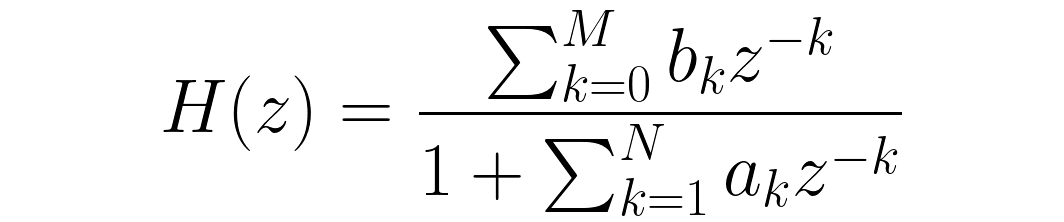 H(z) = \frac{\sum_{k=0}^{M} b_k z^{-k}}{1 + \sum_{k=1}^{N} a_k z^{-k}}